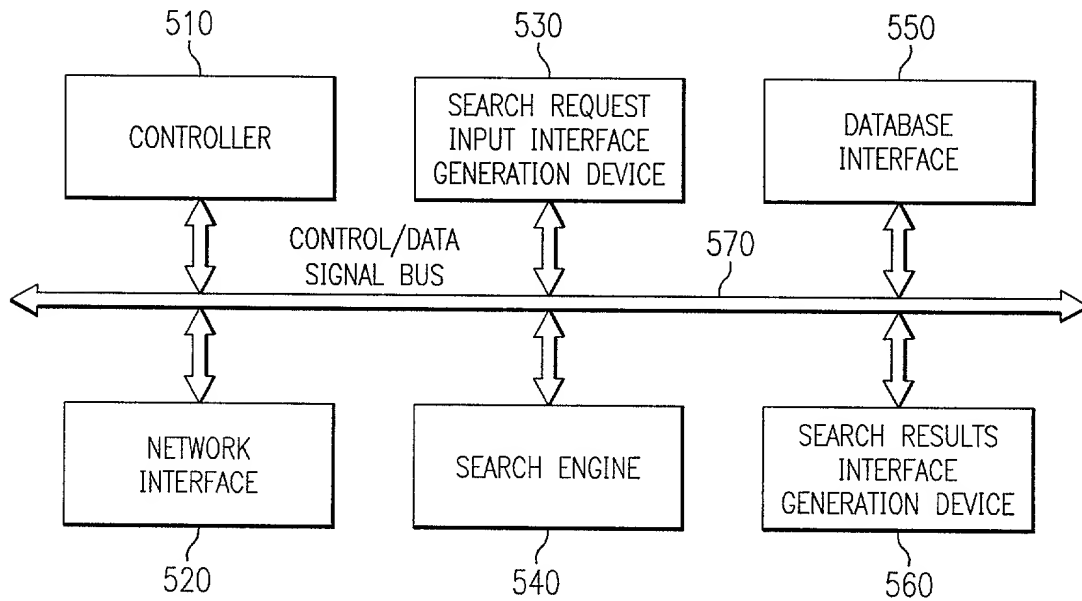 510
530
550
CONTROLLER
SEARCH REQUEST
INPUT INTERFACE
GENERATION DEVICE
DATABASE
INTERFACE
CONTROL/DATA
SIGNAL BUS
570
NETWORK
INTERFACE
SEARCH ENGINE
SEARCH RESULTS
INTERFACE
GENERATION DEVICE
520
540
560